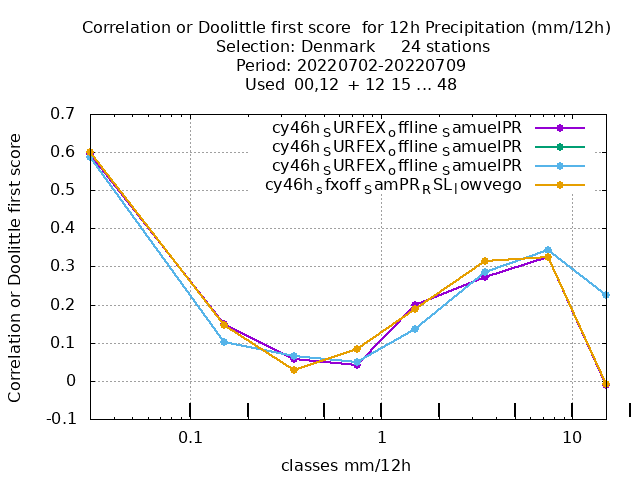 Correlation or Doolittle first score  for 12h Precipitation (mm/12h)
Selection: Denmark     24 stations
Period: 20220702-20220709
Used  00,12  + 12 15 ... 48
Correlation or Doolittle first score
0.7
0.6
0.5
0.4
0.3
0.2
0.1
0
-0.1
cy46h_SURFEX_offline_SamuelPR
cy46h_SURFEX_offline_SamuelPR
cy46h_SURFEX_offline_SamuelPR
cy46h_sfxoff_SamPR_RSL_lowvego
0.1
1
10
classes mm/12h